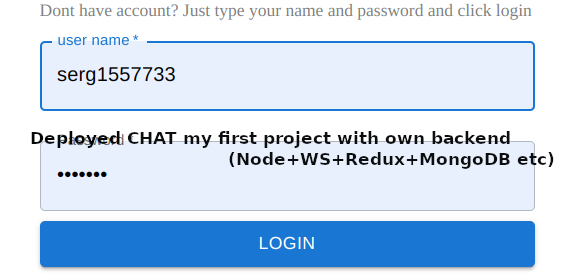 Dont have account? Just type your name and password and click login
user name *
serg1557733
Deployed CHAT my first project with own backend
Password *
(Node+WS+Redux+MongoDB etc)
•••••••
LOGIN